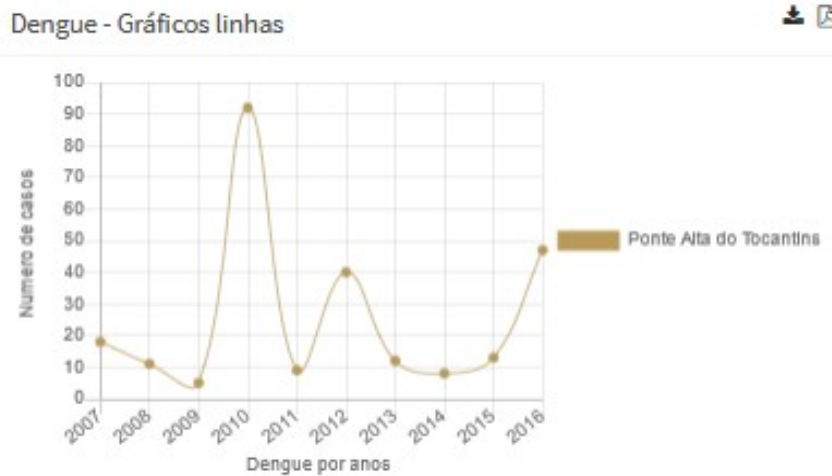 Dengue - Gráficos linhas
100
90
80
70
60
50
40
30
20
10
0
Numero de casos
Ponte Alta do Tocantins
2007 2008 2009 2010 2011 2012 2013 2014 2015 2016
Dengue por anos